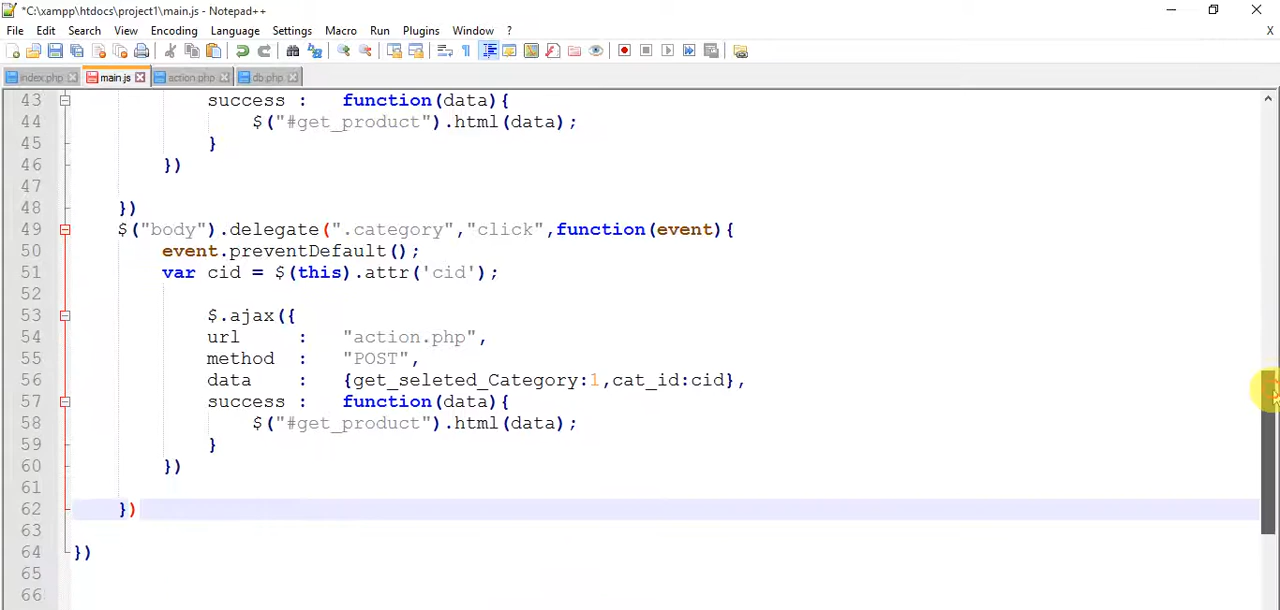 *C:\xampp\htdocs\project1\main.js - Notepad++
File Edit Search View Encoding Language Settings Macro Run Plugins Window ? X
index.php main.js action.php db.php
43 success : function(data){
44 $("#get_product").html(data);
45 }
46 })
47
48 })
49 $("body").delegate(".category","click",function(event){
50 event.preventDefault();
51 var cid = $(this).attr('cid');
52
53 $.ajax({
54 url : "action.php",
55 method : "POST",
56 data : {get_seleted_Category:1,cat_id:cid},
57 success : function(data){
58 $("#get_product").html(data);
59 }
60 })
61
62 })
63
64 })
65
66